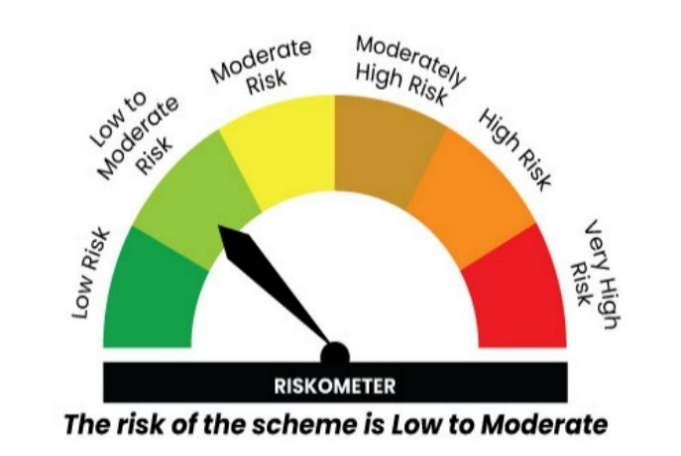 Low Risk
Low to
Moderate
Risk
Moderate
Risk
Moderately
High Risk
High Risk
Very High
Risk
RISKOMETER
The risk of the scheme is Low to Moderate